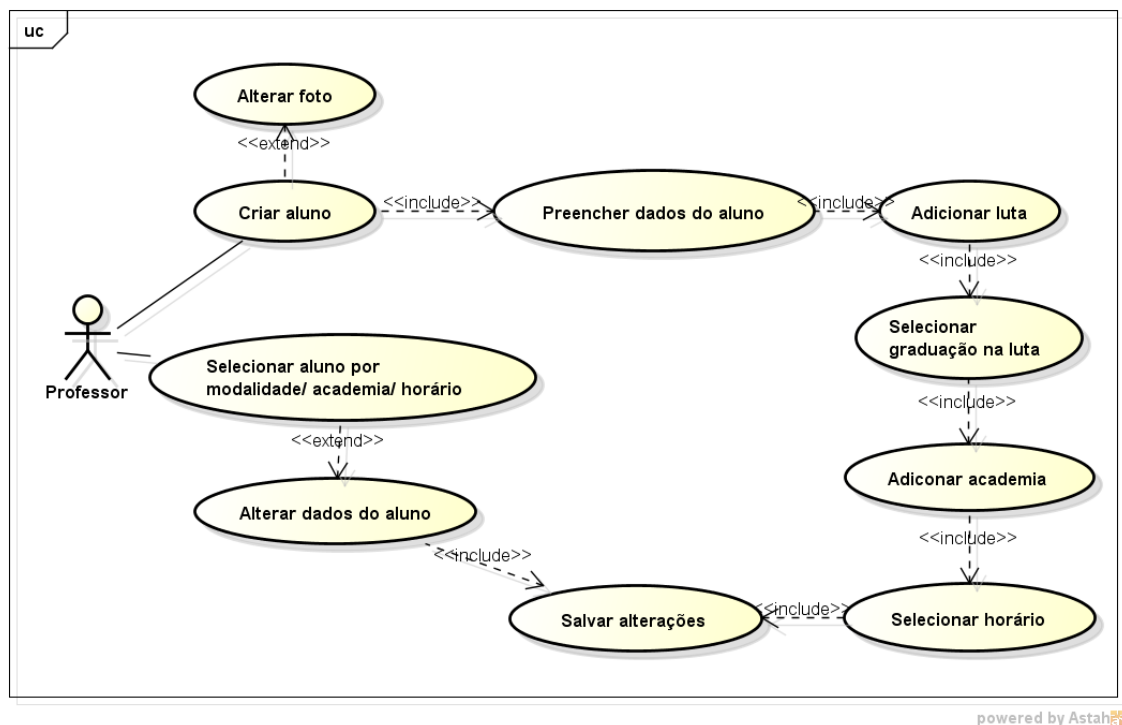 uc
Alterar foto
<<extend>>
Criar aluno
<<include>>
Preencher dados do aluno
<<include>>
Adicionar luta
<<include>>
Selecionar
graduação na luta
<<include>>
Adiconar academia
<<include>>
Selecionar horário
<<include>>
Salvar alterações
Professor
Selecionar aluno por
modalidade/ academia/ horário
<<extend>>
Alterar dados do aluno
<<include>>
powered by Astah